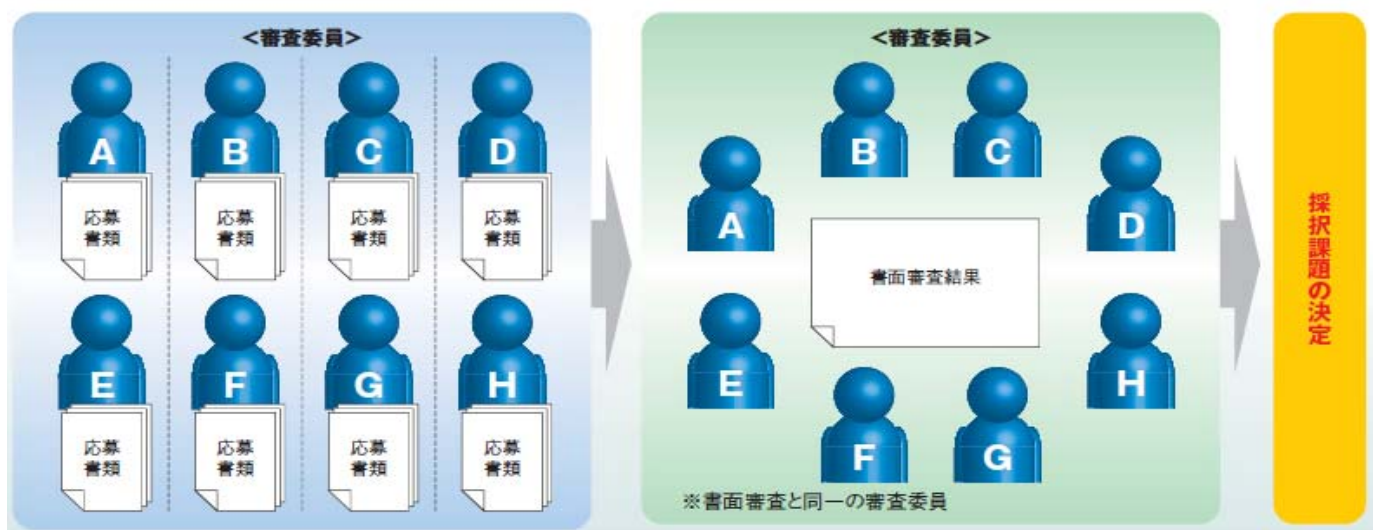 <審査委員>
A
B
C
D
応募
書類
応募
書類
応募
書類
応募
書類
E
F
G
H
応募
書類
応募
書類
応募
書類
応募
書類
<審査委員>
B
C
A
D
書面審査結果
E
H
F
G
※書面審査と同一の審査委員
採択課題の決定